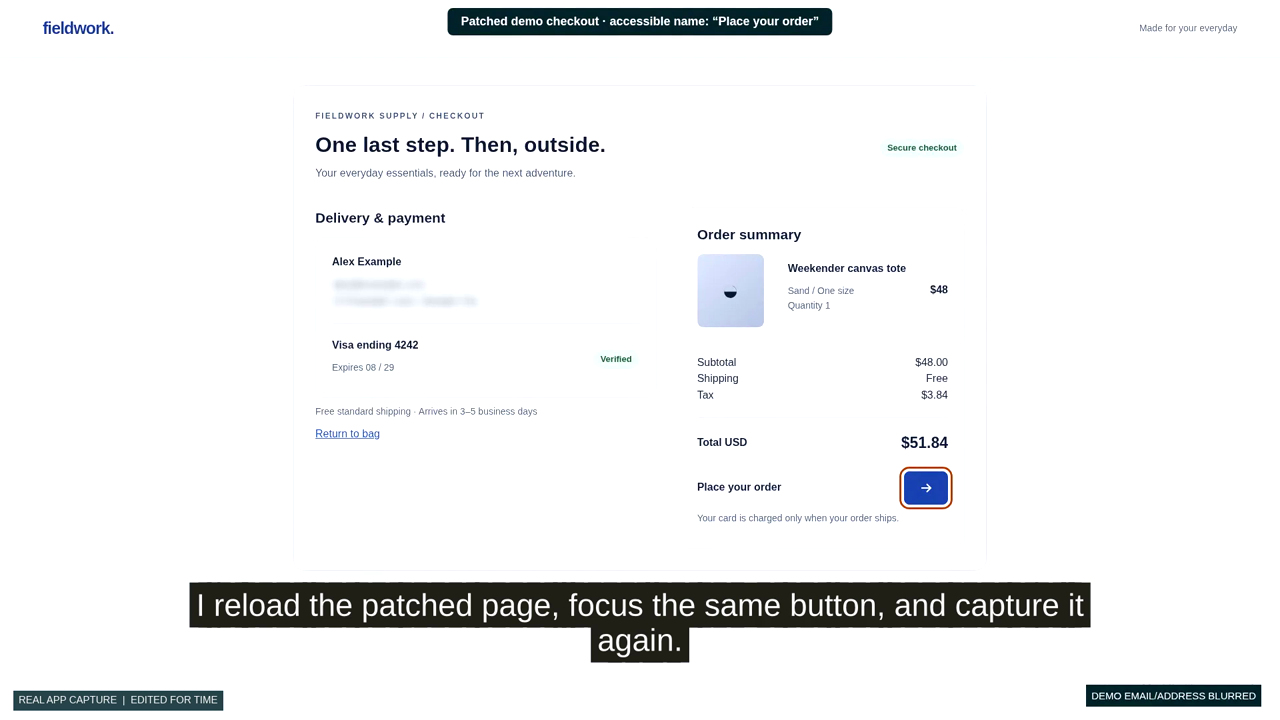 fieldwork.
Patched demo checkout · accessible name: “Place your order”
Made for your everyday
FIELDWORK SUPPLY / CHECKOUT
One last step. Then, outside.
Secure checkout
Your everyday essentials, ready for the next adventure.
Delivery & payment
Alex Example
Visa ending 4242
Expires 08 / 29
Verified
Free standard shipping · Arrives in 3–5 business days
Return to bag
Order summary
Weekender canvas tote
Sand / One size
Quantity 1
$48
Subtotal $48.00
Shipping Free
Tax $3.84
Total USD $51.84
Place your order →
Your card is charged only when your order ships.
I reload the patched page, focus the same button, and capture it
again.
REAL APP CAPTURE | EDITED FOR TIME
DEMO EMAIL/ADDRESS BLURRED